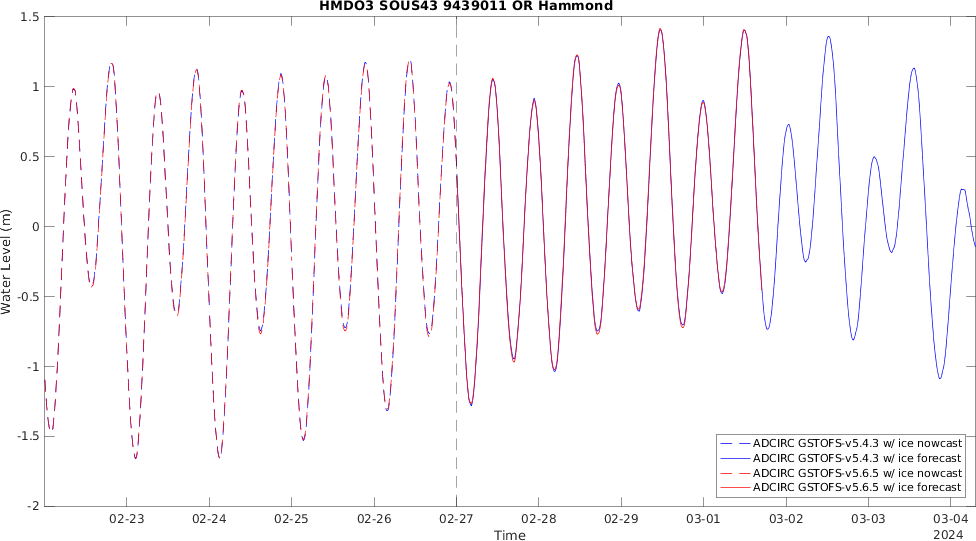 HMDO3 SOUS43 9439011 OR Hammond
1.5
1
0.5
0
-0.5
-1
-1.5
-2
Water Level (m)
02-23 02-24 02-25 02-26 02-27 02-28 02-29 03-01 03-02 03-03 03-04
2024
Time
ADCIRC GSTOFS-v5.4.3 w/ ice nowcast
ADCIRC GSTOFS-v5.4.3 w/ ice forecast
ADCIRC GSTOFS-v5.6.5 w/ ice nowcast
ADCIRC GSTOFS-v5.6.5 w/ ice forecast